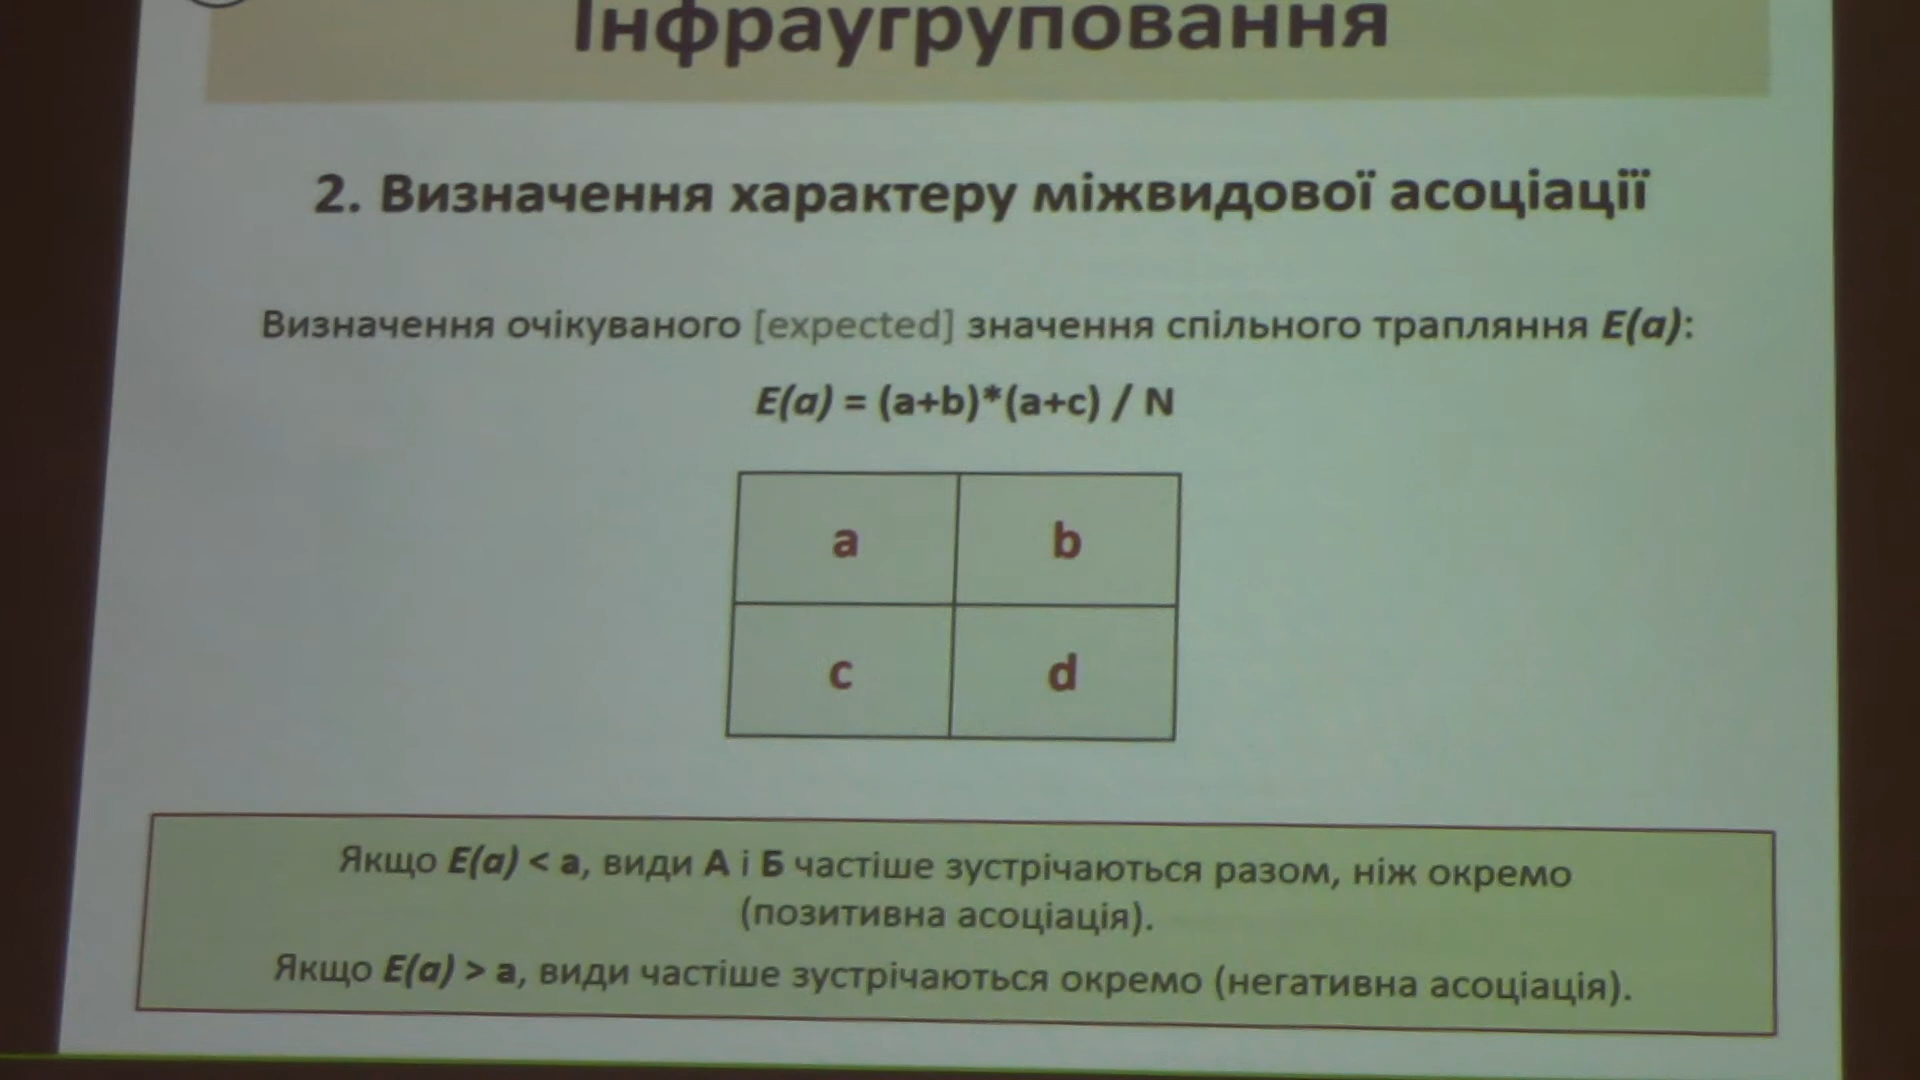 Інфраугруповання
2. Визначення характеру міжвидової асоціації
Визначення очікуваного [expected] значення спільного трапляння E(a):
E(a) = (a+b)*(a+c) / N
a b
c d
Якщо E(a) < a, види А і Б частіше зустрічаються разом, ніж окремо
(позитивна асоціація).
Якщо E(a) > a, види частіше зустрічаються окремо (негативна асоціація).